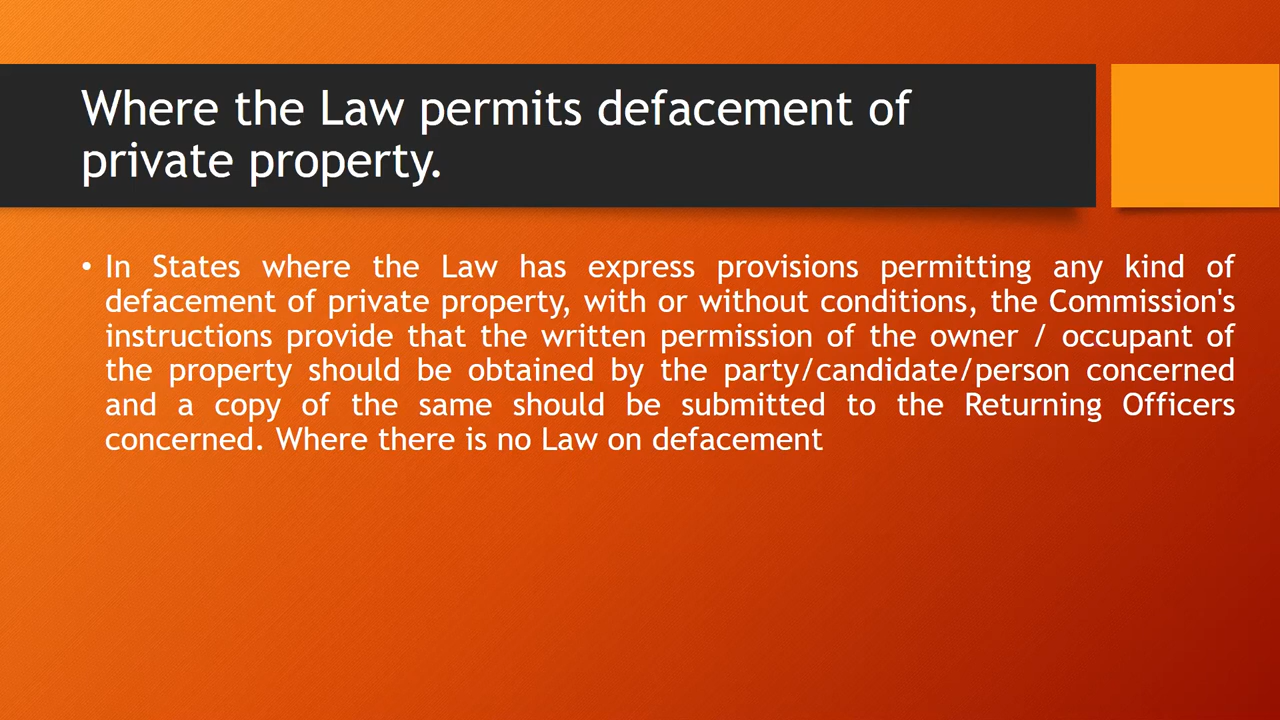 Where the Law permits defacement of
private property.
• In States where the Law has express provisions permitting any kind of
defacement of private property, with or without conditions, the Commission's
instructions provide that the written permission of the owner / occupant of
the property should be obtained by the party/candidate/person concerned
and a copy of the same should be submitted to the Returning Officers
concerned. Where there is no Law on defacement